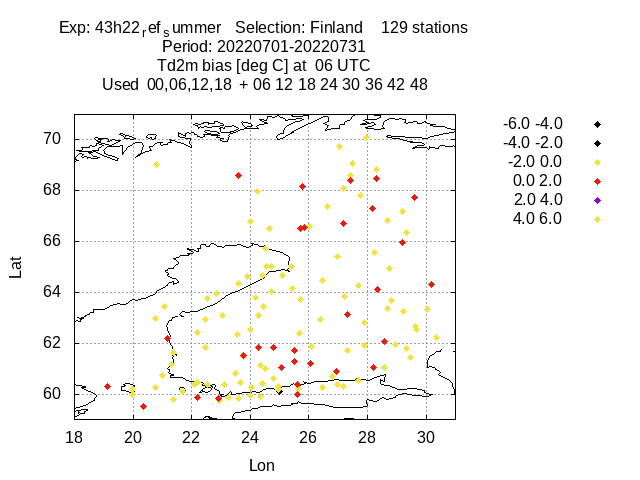 Exp: 43h22ref_summer Selection: Finland 129 stations
Period: 20220701-20220731
Td2m bias [deg C] at 06 UTC
Used 00,06,12,18 + 06 12 18 24 30 36 42 48
-6.0 -4.0
-4.0 -2.0
-2.0 0.0
0.0 2.0
2.0 4.0
4.0 6.0
70
68
66
64
62
60
Lat
18 20 22 24 26 28 30
Lon